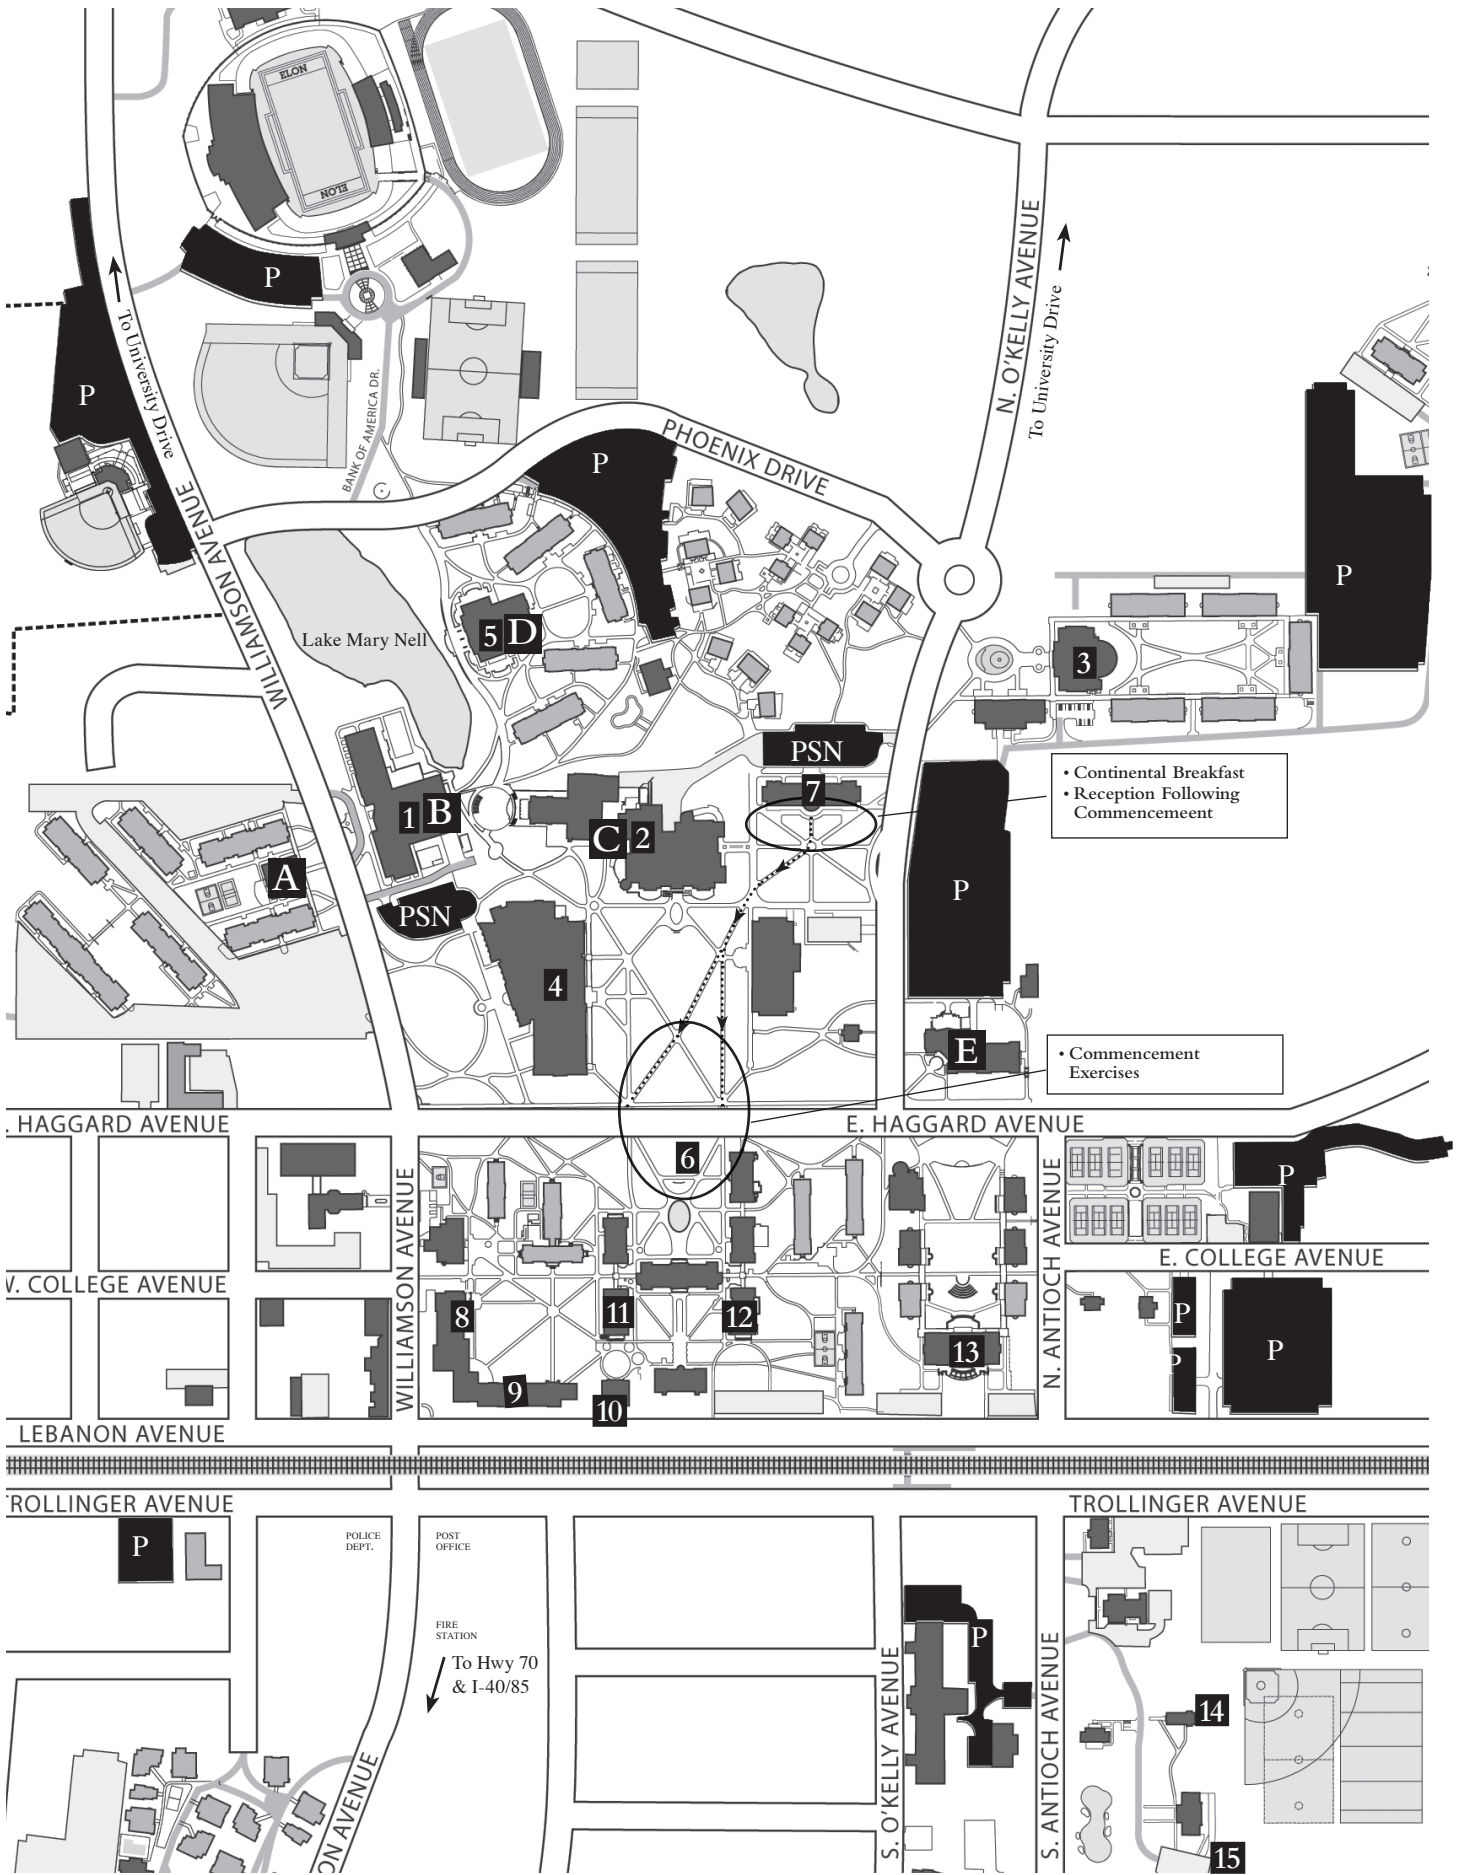 ELON
ELON
P
P
To University Drive
N. O'KELLY AVENUE
To University Drive
BANK OF AMERICA DR.
PHOENIX DRIVE
P
WILLIAMSON AVENUE
P
Lake Mary Nell
5 D
3
PSN
7
• Continental Breakfast
• Reception Following
Commencemeent
1 B
C 2
A
P
PSN
4
E
• Commencement
Exercises
. HAGGARD AVENUE
E. HAGGARD AVENUE
6
WILLIAMSON AVENUE
N. ANTIOCH AVENUE
P
E. COLLEGE AVENUE
W. COLLEGE AVENUE
8
11
12
P
13
P
P
9
10
LEBANON AVENUE
TROLLINGER AVENUE
TROLLINGER AVENUE
P
POLICE
DEPT.
POST
OFFICE
FIRE
STATION
To Hwy 70
& I-40/85
P
S. O'KELLY AVENUE
S. ANTIOCH AVENUE
14
ON AVENUE
15